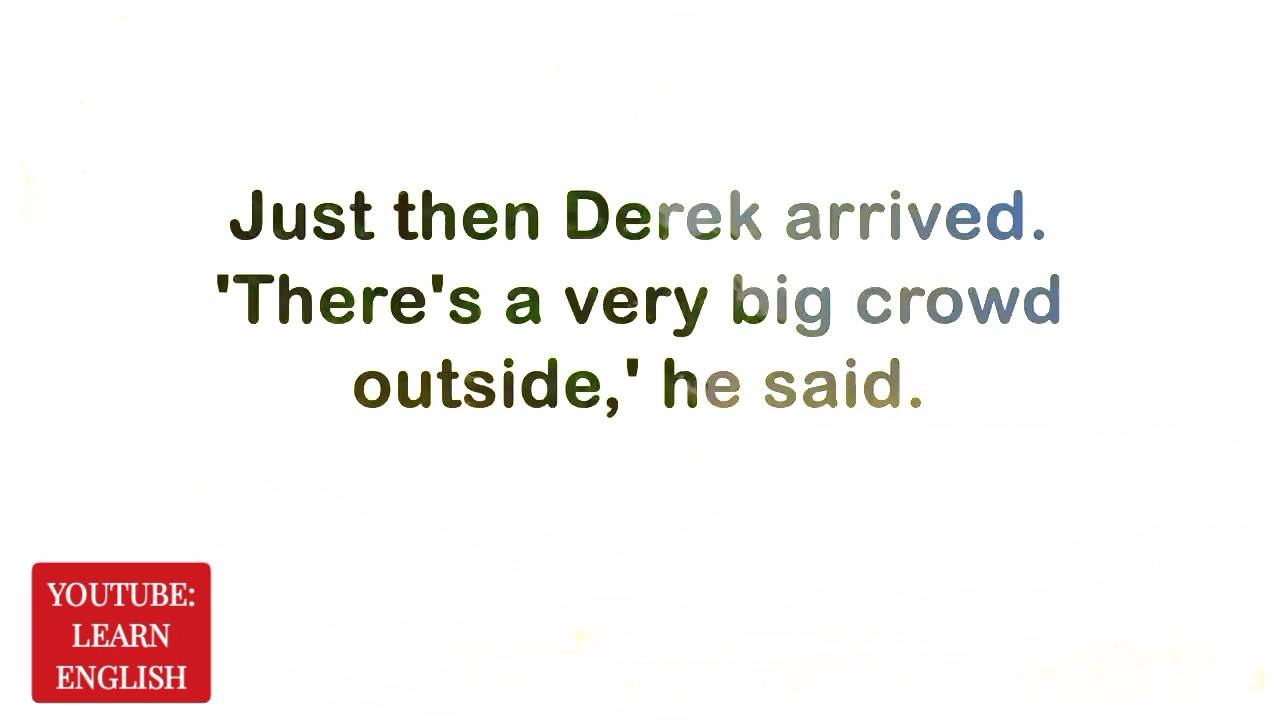 Just then Derek arrived.
'There's a very big crowd
outside,' he said.
YOUTUBE:
LEARN
ENGLISH